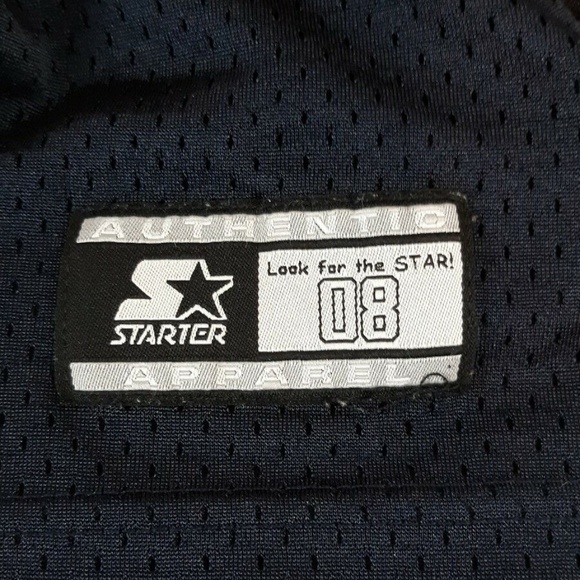 AUTHENTIC
STARTER
Look for the STAR!
08
APPAREL